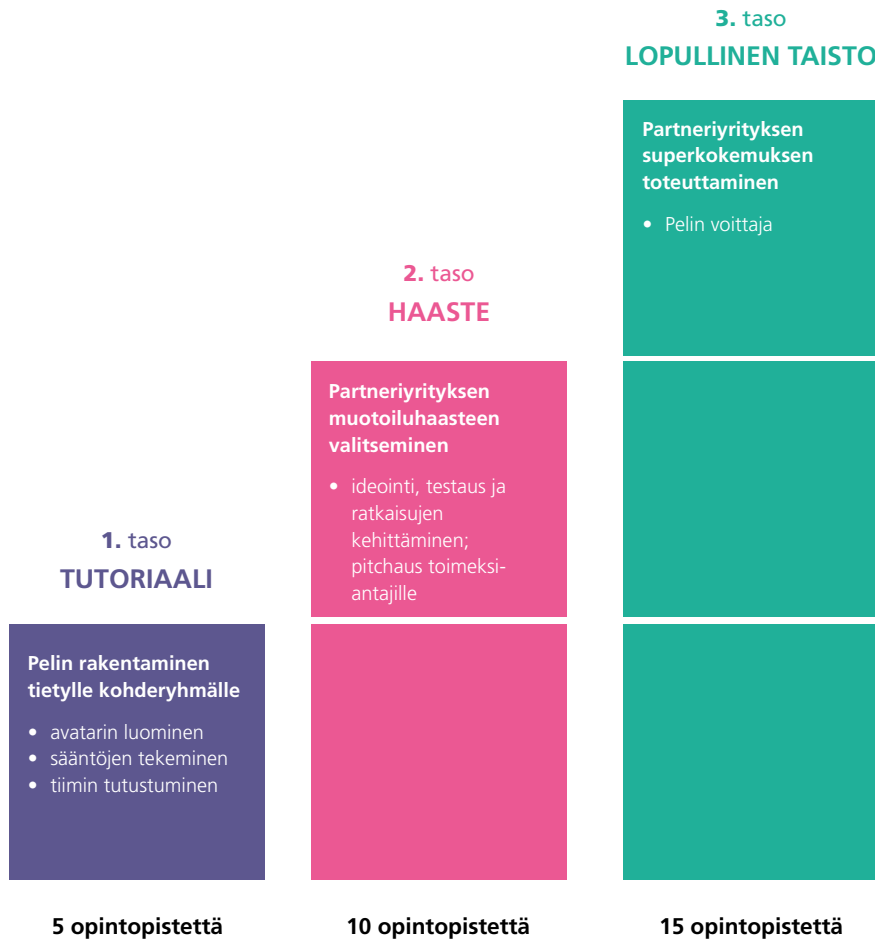 3. taso
LOPULLINEN TAISTO
Partneriyrityksen
superkokemuksen
toteuttaminen
• Pelin voittaja
2. taso
HAASTE
Partneriyrityksen
muotoiluhaasteen
valitseminen
• ideointi, testaus ja
ratkaisujen
kehittäminen;
pitchaus toimeksi-
antajille
1. taso
TUTORIAALI
Pelin rakentaminen
tietylle kohderyhmälle
• avatarin luominen
• sääntöjen tekeminen
• tiimin tutustuminen
5 opintopistettä
10 opintopistettä
15 opintopistettä